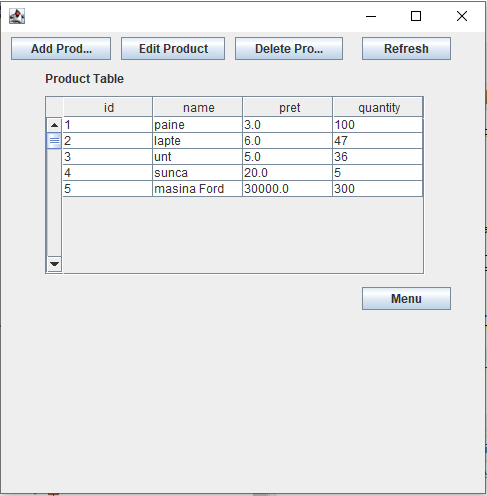 Add Prod... Edit Product Delete Pro... Refresh
Product Table
id name pret quantity
1 paine 3.0 100
2 lapte 6.0 47
3 unt 5.0 36
4 sunca 20.0 5
5 masina Ford 30000.0 300
Menu